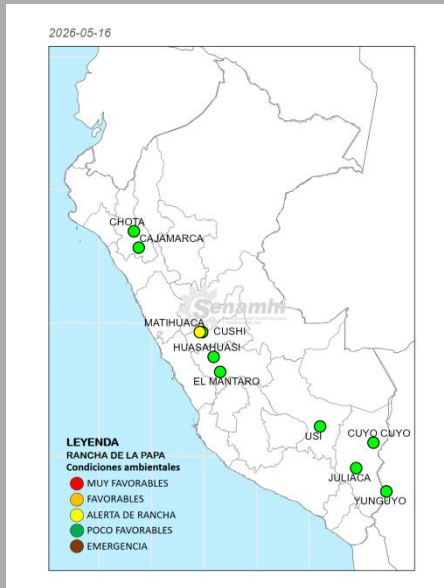 2026-05-16
CHOTA
CAJAMARCA
Senamhi
MATIHUACA
CUSHI
HUASAHUASI
EL MANTARO
USI
CUYO CUYO
JULIACA
YUNGUYO
LEYENDA
RANCHA DE LA PAPA
Condiciones ambientales
MUY FAVORABLES
FAVORABLES
ALERTA DE RANCHA
POCO FAVORABLES
EMERGENCIA